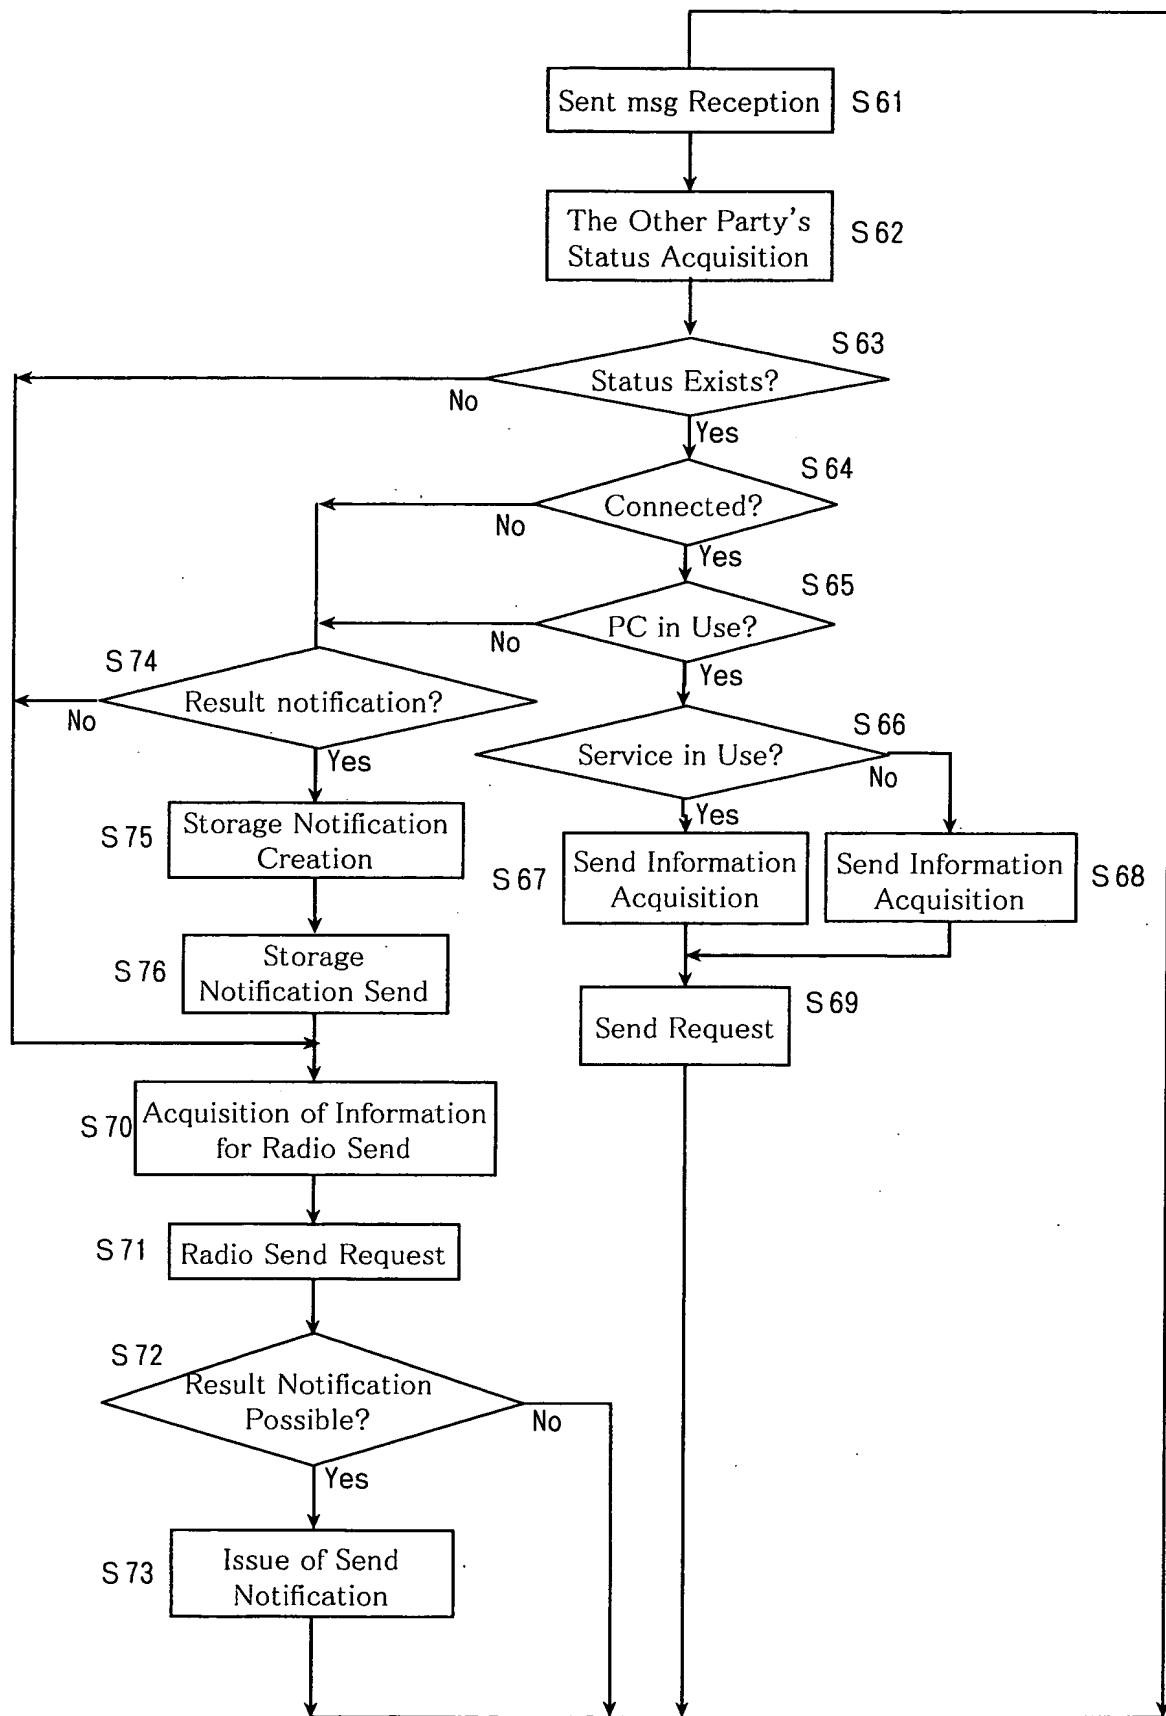 Sent msg Reception
S61
The Other Party's
Status Acquisition
S62
S63
Status Exists?
No
Yes
S64
Connected?
No
Yes
S65
PC in Use?
No
Yes
S74
Result notification?
No
Yes
S66
Service in Use?
No
Yes
S75
Storage Notification
Creation
S67
Send Information
Acquisition
Send Information
Acquisition
S68
S76
Storage
Notification Send
S69
Send Request
S70
Acquisition of Information
for Radio Send
S71
Radio Send Request
S72
Result Notification
Possible?
No
Yes
S73
Issue of Send
Notification